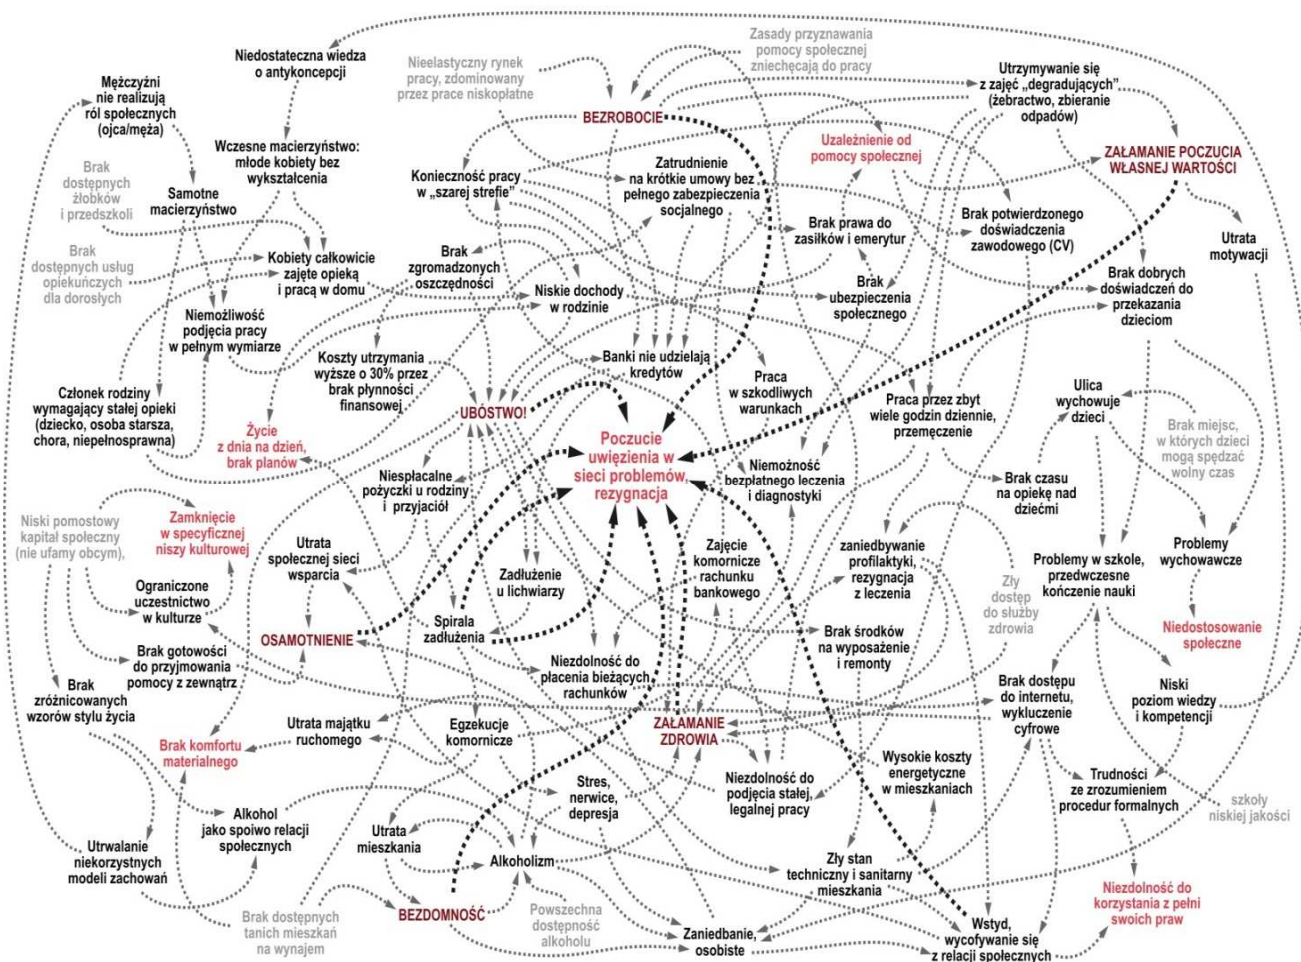 Zasady przyznawania
pomocy społecznej
zniechęcają do pracy
Niedostateczna wiedza
o antykoncepcji
Nieelastyczny rynek
pracy, zdominowany
przez prace niskopłatne
Utrzymywanie się
z zajęć „degradujących”
(żebractwo, zbieranie
odpadów)
Mężczyźni
nie realizują
ról społecznych
(ojca/męża)
BEZROBOCIE
Uzależnienie od
pomocy społecznej
ZAŁAMANIE POCZUCIA
WŁASNEJ WARTOŚCI
Wczesne macierzyństwo:
młode kobiety bez
wykształcenia
Brak
dostępnych
żłobków
i przedszkoli
Samotne
macierzyństwo
Konieczność pracy
w „szarej strefie”
Zatrudnienie
na krótkie umowy bez
pełnego zabezpieczenia
socjalnego
Brak prawa do
zasiłków i emerytur
Brak potwierdzonego
doświadczenia
zawodowego (CV)
Utrata
motywacji
Brak
dostępnych usług
opiekuńczych
dla dorosłych
Kobiety całkowicie
zajęte opieką
i pracą w domu
Brak
zgromadzonych
oszczędności
Niskie dochody
w rodzinie
Brak
ubezpieczenia
społecznego
Brak dobrych
doświadczeń do
przekazania
dzieciom
Niemożliwość
podjęcia pracy
w pełnym wymiarze
Koszty utrzymania
wyższe o 30% przez
brak płynności
finansowej
Banki nie udzielają
kredytów
Praca
w szkodliwych
warunkach
Praca przez zbyt
wiele godzin dziennie,
przemęczenie
Ulica
wychowuje
dzieci
Członek rodziny
wymagający stałej opieki
(dziecko, osoba starsza,
chora, niepełnosprawna)
Życie
z dnia na dzień,
brak planów
UBÓSTWO!
Poczucie
uwięzienia w
sieci problemów,
rezygnacja
Brak miejsc,
w których dzieci
mogą spędzać
wolny czas
Niespłacalne
pożyczki u rodziny
i przyjaciół
Niemożność
bezpłatnego leczenia
i diagnostyki
Brak czasu
na opiekę nad
dziećmi
Niski pomostowy
kapitał społeczny
(nie ufamy obcym),
Zamknięcie
w specyficznej
niszy kulturowej
Utrata
społecznej sieci
wsparcia
Zadłużenie
u lichwiarzy
Zajęcie
komornicze
rachunku
bankowego
zaniedbywanie
profilaktyki,
rezygnacja
z leczenia
Zły
dostęp
do służby
zdrowia
Problemy w szkole,
przedwczesne
kończenie nauki
Problemy
wychowawcze
Ograniczone
uczestnictwo
w kulturze
OSAMOTNIENIE
Spirala
zadłużenia
Brak środków
na wyposażenie
i remonty
Niedostosowanie
społeczne
Brak gotowości
do przyjmowania
pomocy z zewnątrz
Niezdolność do
płacenia bieżących
rachunków
Brak
zróżnicowanych
wzorów stylu życia
Brak dostępu
do internetu,
wykluczenie
cyfrowe
Niski
poziom wiedzy
i kompetencji
Brak komfortu
materialnego
Utrata majątku
ruchomego
Egzekucje
komornicze
ZAŁAMANIE
ZDROWIA
Niezdolność do
podjęcia stałej,
legalnej pracy
Wysokie koszty
energetyczne
w mieszkaniach
Trudności
ze zrozumieniem
procedur formalnych
szkoły
niskiej jakości
Stres,
nerwice,
depresja
Alkohol
jako spoiwo relacji
społecznych
Utrata
mieszkania
Utrwalanie
niekorzystnych
modeli zachowań
Alkoholizm
Zły stan
techniczny i sanitarny
mieszkania
Niezdolność do
korzystania z pełni
swoich praw
Brak dostępnych
tanich mieszkań
na wynajem
BEZDOMNOŚĆ
Powszechna
dostępność
alkoholu
Zaniedbanie,
osobiste
Wstyd,
wycofywanie się
z relacji społecznych